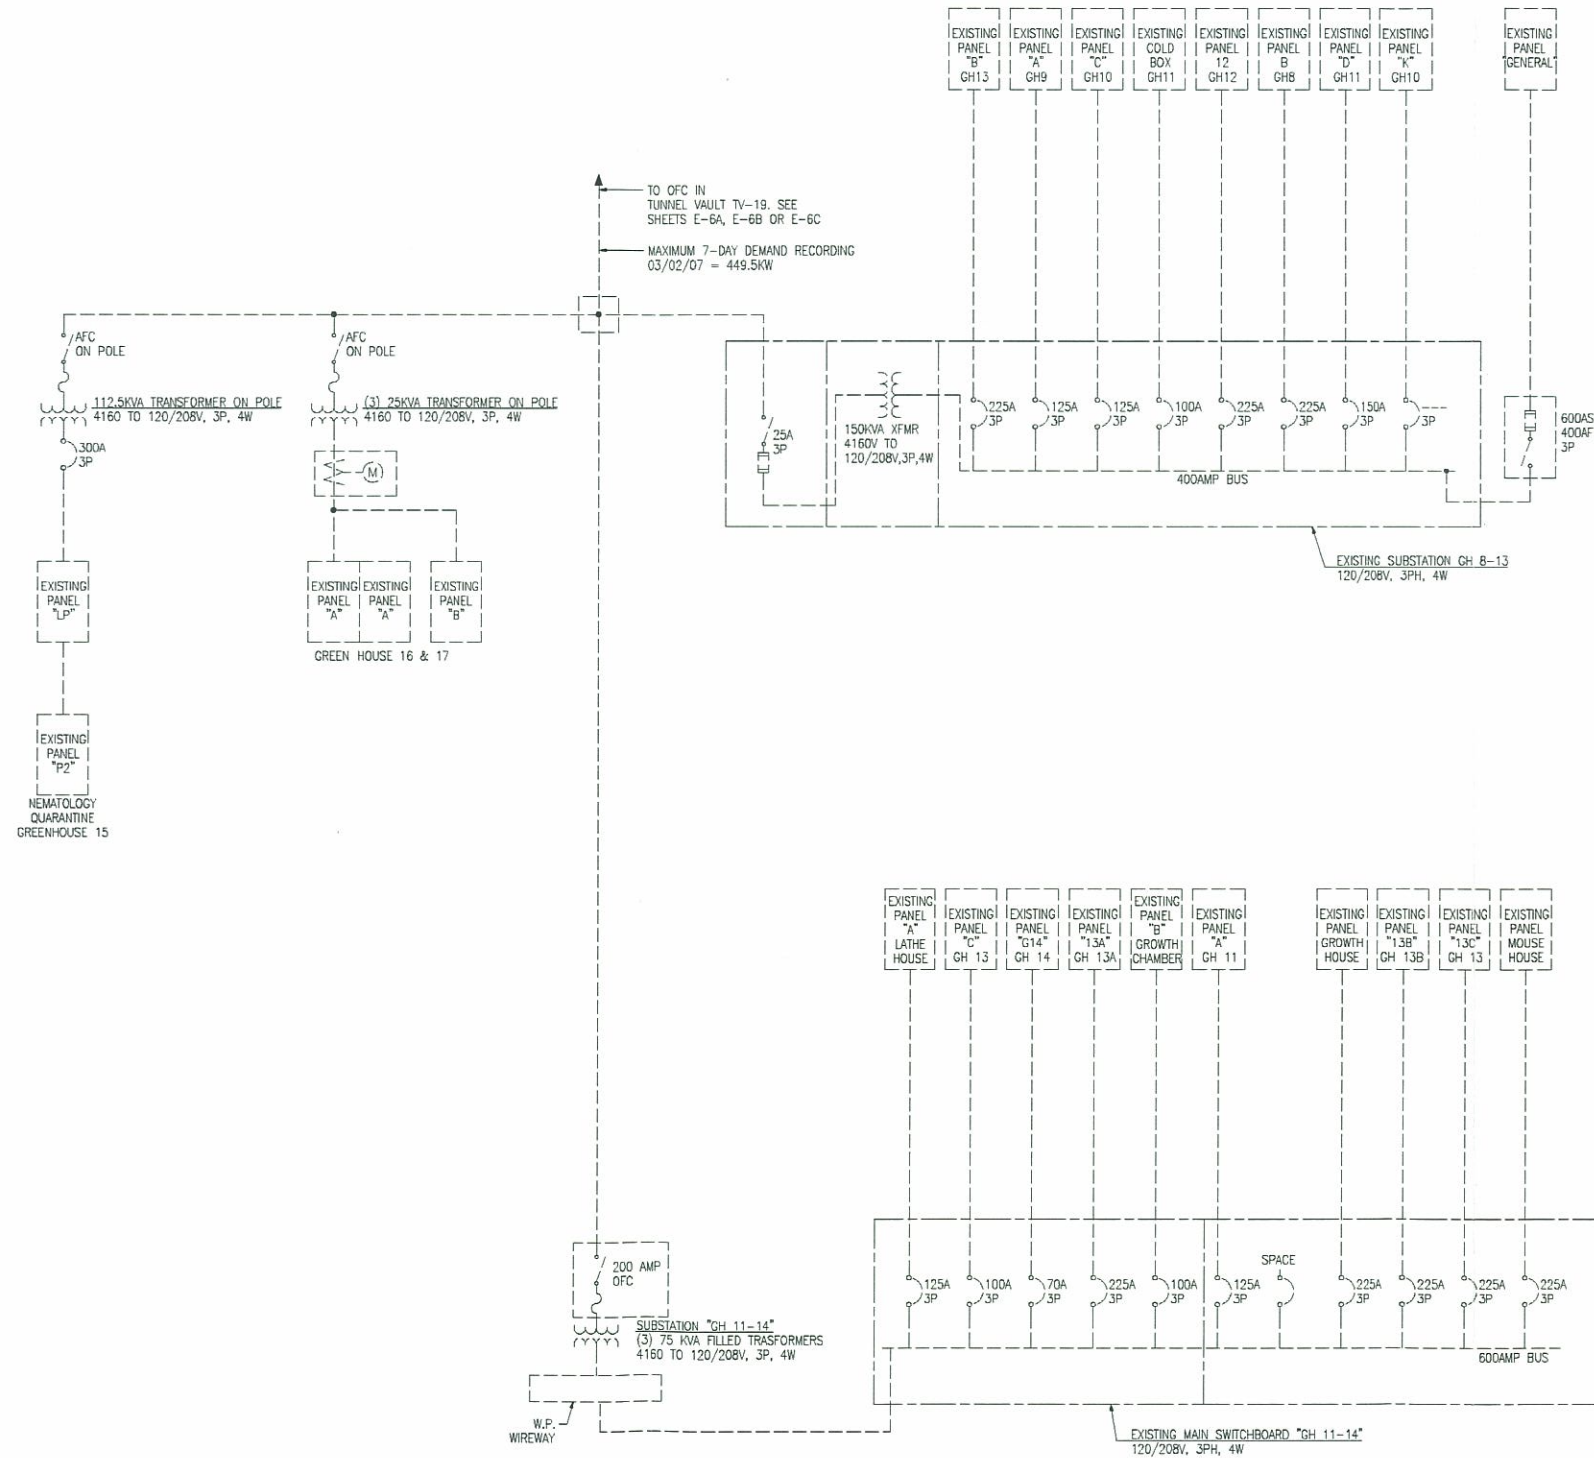 EXISTING
PANEL
"B"
GH13
EXISTING
PANEL
"A"
GH9
EXISTING
PANEL
"C"
GH10
EXISTING
COLD
BOX
GH11
EXISTING
PANEL
12
GH12
EXISTING
PANEL
B
GH8
EXISTING
PANEL
"D"
GH11
EXISTING
PANEL
"K"
GH10
EXISTING
PANEL
"GENERAL"
TO OFC IN
TUNNEL VAULT TV-19. SEE
SHEETS E-6A, E-6B OR E-6C
MAXIMUM 7-DAY DEMAND RECORDING
03/02/07 = 449.5KW
AFC
ON POLE
AFC
ON POLE
112.5KVA TRANSFORMER ON POLE
4160 TO 120/208V, 3P, 4W
(3) 25KVA TRANSFORMER ON POLE
4160 TO 120/208V, 3P, 4W
300A
3P
M
25A
3P
150KVA XFMR
4160V TO
120/208V,3P,4W
225A
3P
125A
3P
125A
3P
100A
3P
225A
3P
225A
3P
150A
3P
----
3P
600AS
400AF
3P
400AMP BUS
EXISTING SUBSTATION GH 8-13
120/208V, 3PH, 4W
EXISTING
PANEL
"LP"
EXISTING
PANEL
"A"
EXISTING
PANEL
"A"
EXISTING
PANEL
"B"
GREEN HOUSE 16 & 17
EXISTING
PANEL
"P2"
NEMATOLOGY
QUARANTINE
GREENHOUSE 15
EXISTING
PANEL
"A"
LATHE
HOUSE
EXISTING
PANEL
"C"
GH 13
EXISTING
PANEL
"G14"
GH 14
EXISTING
PANEL
"13A"
GH 13A
EXISTING
PANEL
"B"
GROWTH
CHAMBER
EXISTING
PANEL
"A"
GH 11
EXISTING
PANEL
GROWTH
HOUSE
EXISTING
PANEL
"13B"
GH 13B
EXISTING
PANEL
"13C"
GH 13
EXISTING
PANEL
MOUSE
HOUSE
200 AMP
OFC
SUBSTATION "GH 11-14"
(3) 75 KVA FILLED TRASFORMERS
4160 TO 120/208V, 3P, 4W
W.P.
WIREWAY
125A
3P
100A
3P
70A
3P
225A
3P
100A
3P
125A
3P
SPACE
225A
3P
225A
3P
225A
3P
225A
3P
600AMP BUS
EXISTING MAIN SWITCHBOARD "GH 11-14"
120/208V, 3PH, 4W